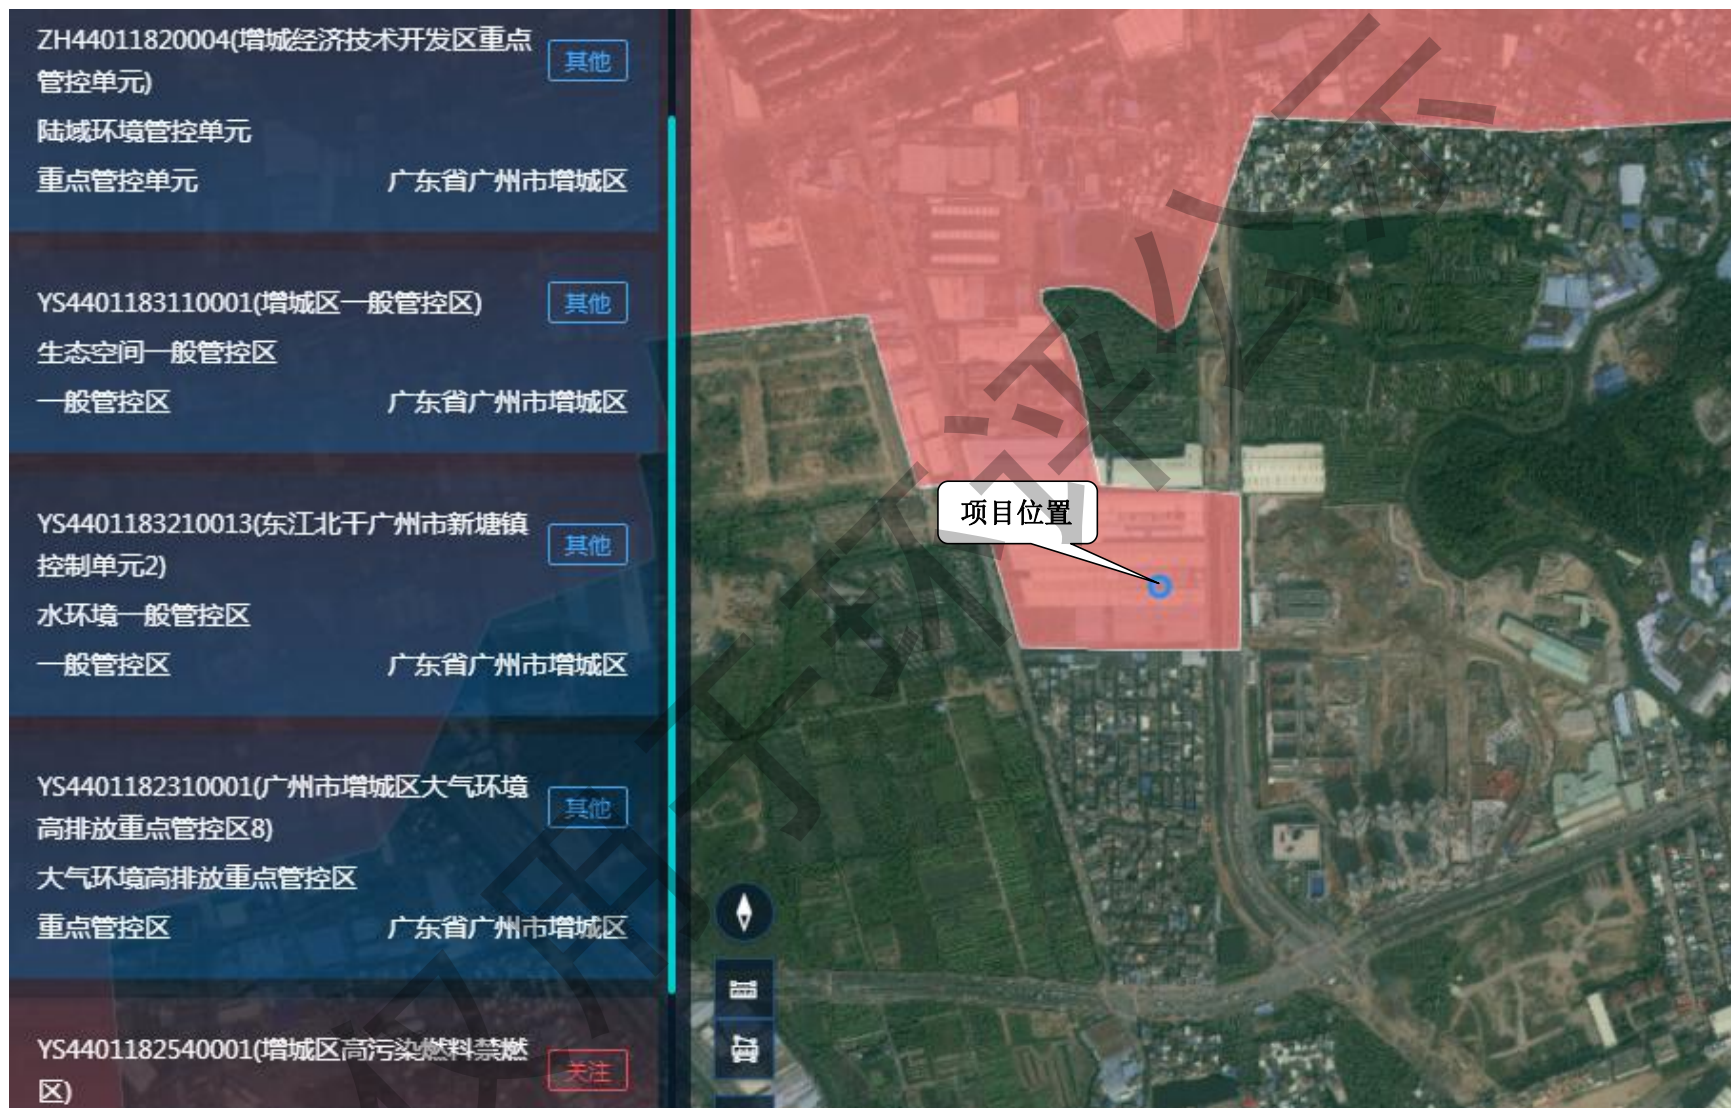 ZH44011820004(增城经济技术开发区重点
管控单元)
其他
陆域环境管控单元
重点管控单元 广东省广州市增城区
YS4401183110001(增城区一般管控区)
其他
生态空间一般管控区
一般管控区 广东省广州市增城区
YS4401183210013(东江北干广州市新塘镇
控制单元2)
其他
水环境一般管控区
一般管控区 广东省广州市增城区
YS4401182310001(广州市增城区大气环境
高排放重点管控区8)
其他
大气环境高排放重点管控区
重点管控区 广东省广州市增城区
YS4401182540001(增城区高污染燃料禁燃
区)
关注
项目位置
仅用于环评公示